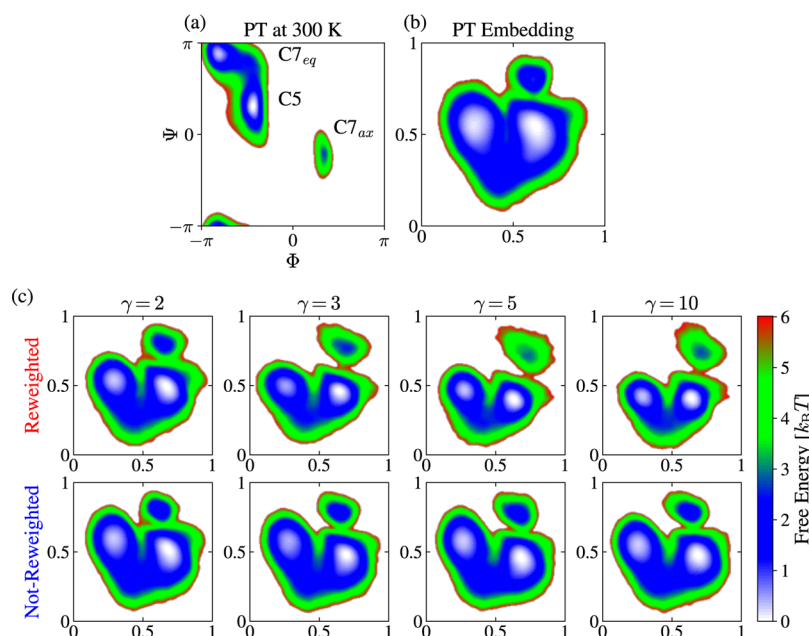 (a) PT at 300 K
π
C7eq
C5
C7ax
Ψ 0
−π
−π 0 π
Φ
(b) PT Embedding
1
0.5
0
0 0.5 1
(c)
γ = 2 γ = 3 γ = 5 γ = 10
Reweighted
1 1 1 1
0.5 0.5 0.5 0.5
0 0 0 0
0 0.5 1 0 0.5 1 0 0.5 1 0 0.5 1
Not-Reweighted
1 1 1 1
0.5 0.5 0.5 0.5
0 0 0 0
0 0.5 1 0 0.5 1 0 0.5 1 0 0.5 1
6
5
4
3
2
1
0
Free Energy [kBT]